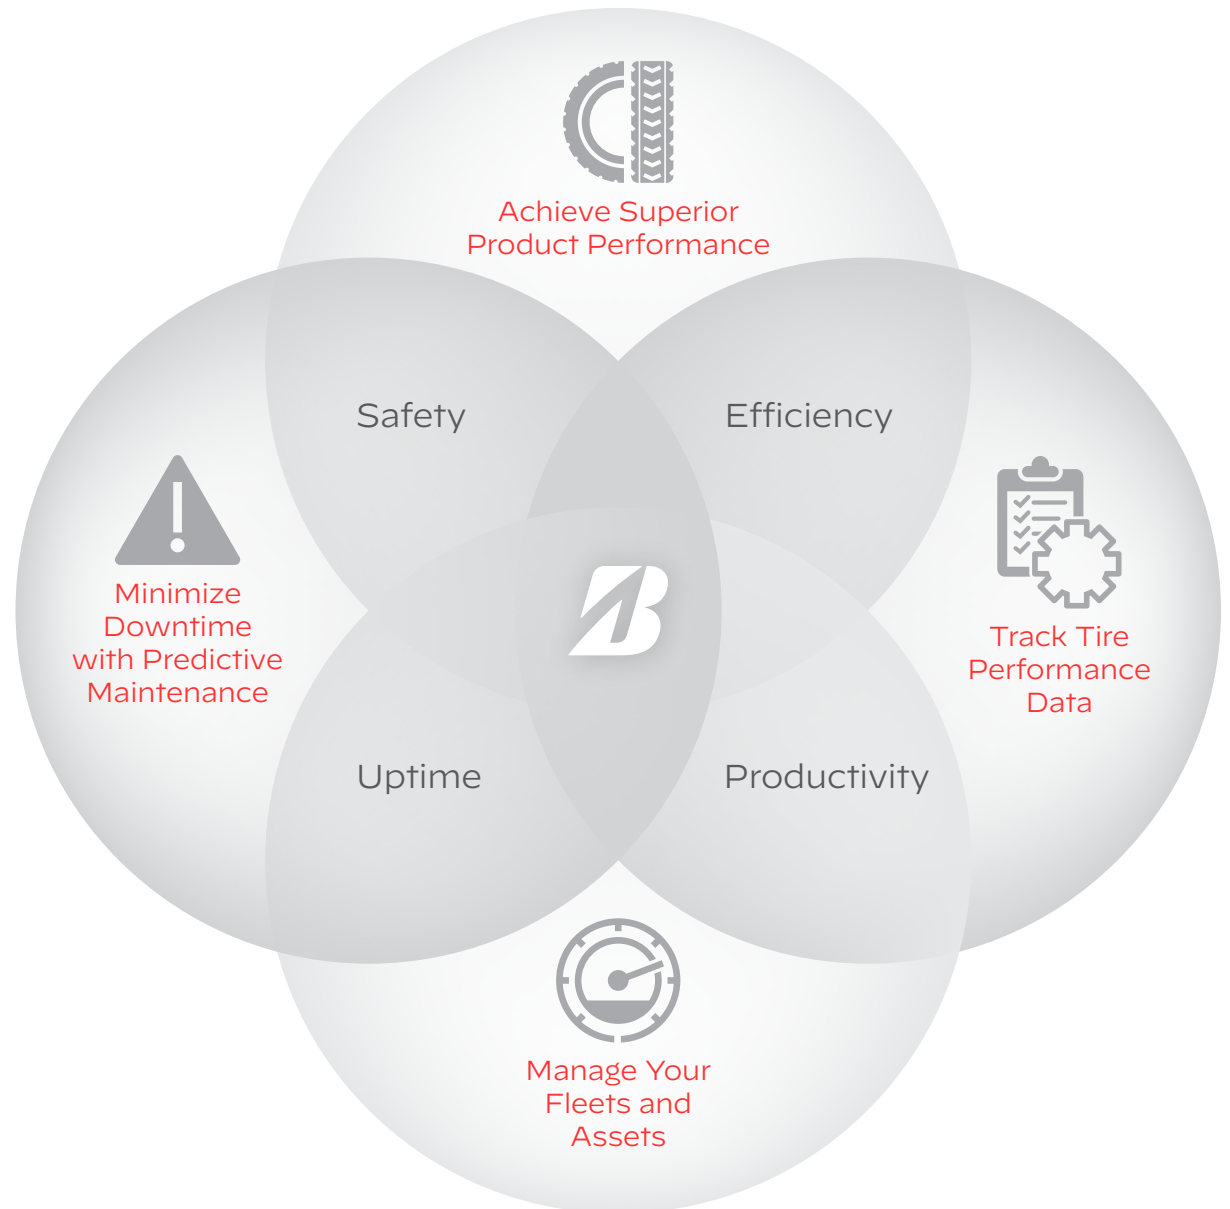 Achieve Superior
Product Performance
Safety
Efficiency
Minimize
Downtime
with Predictive
Maintenance
B
Track Tire
Performance
Data
Uptime
Productivity
Manage Your
Fleets and
Assets